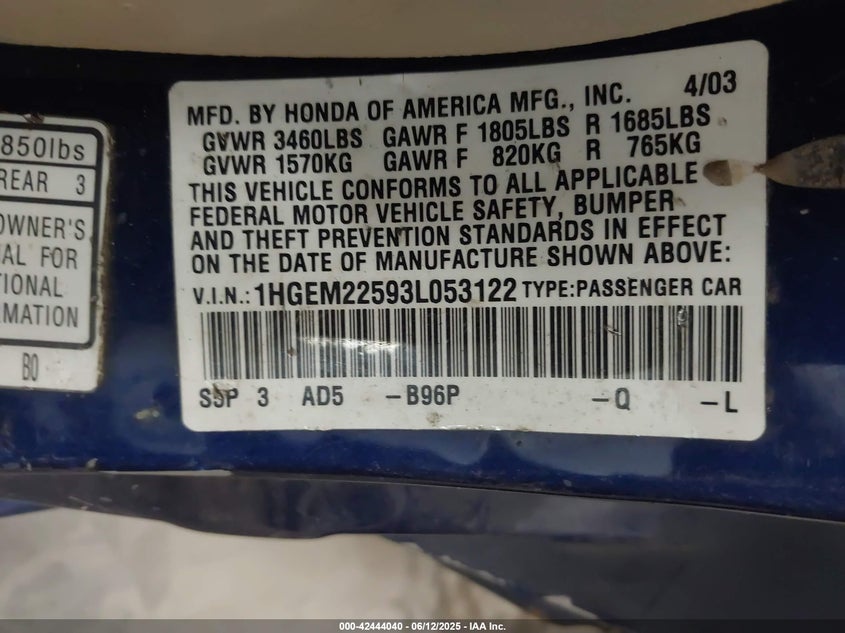 4/03
MFD. BY HONDA OF AMERICA MFG., INC.
GVWR 3460LBS GAWR F 1805LBS R 1685LBS
GVWR 1570KG GAWR F 820KG R 765KG
THIS VEHICLE CONFORMS TO ALL APPLICABLE
FEDERAL MOTOR VEHICLE SAFETY, BUMPER
AND THEFT PREVENTION STANDARDS IN EFFECT
ON THE DATE OF MANUFACTURE SHOWN ABOVE:
V.I.N.: 1HGEM22593L053122 TYPE:PASSENGER CAR
S5P 3 AD5 -B96P -Q -L
850lbs
REAR 3
OWNER'S
FOR
B0
000-42444040 - 06/12/2025 - IAA Inc.